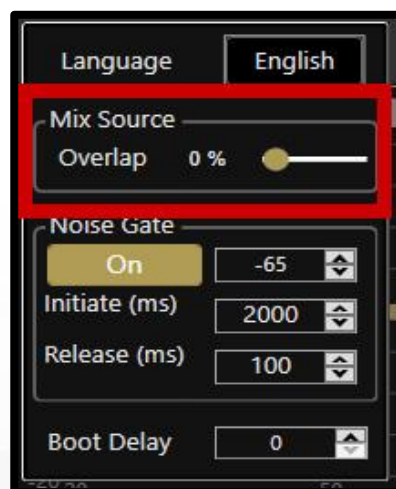 Language English
Mix Source
Overlap 0 %
Noise Gate
On -65
Initiate (ms) 2000
Release (ms) 100
Boot Delay 0